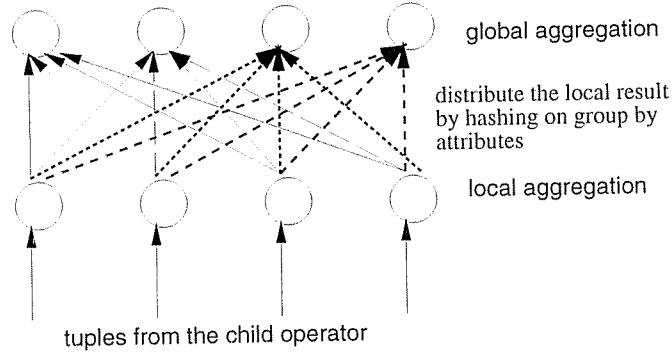 global aggregation
distribute the local result
by hashing on group by
attributes
local aggregation
tuples from the child operator